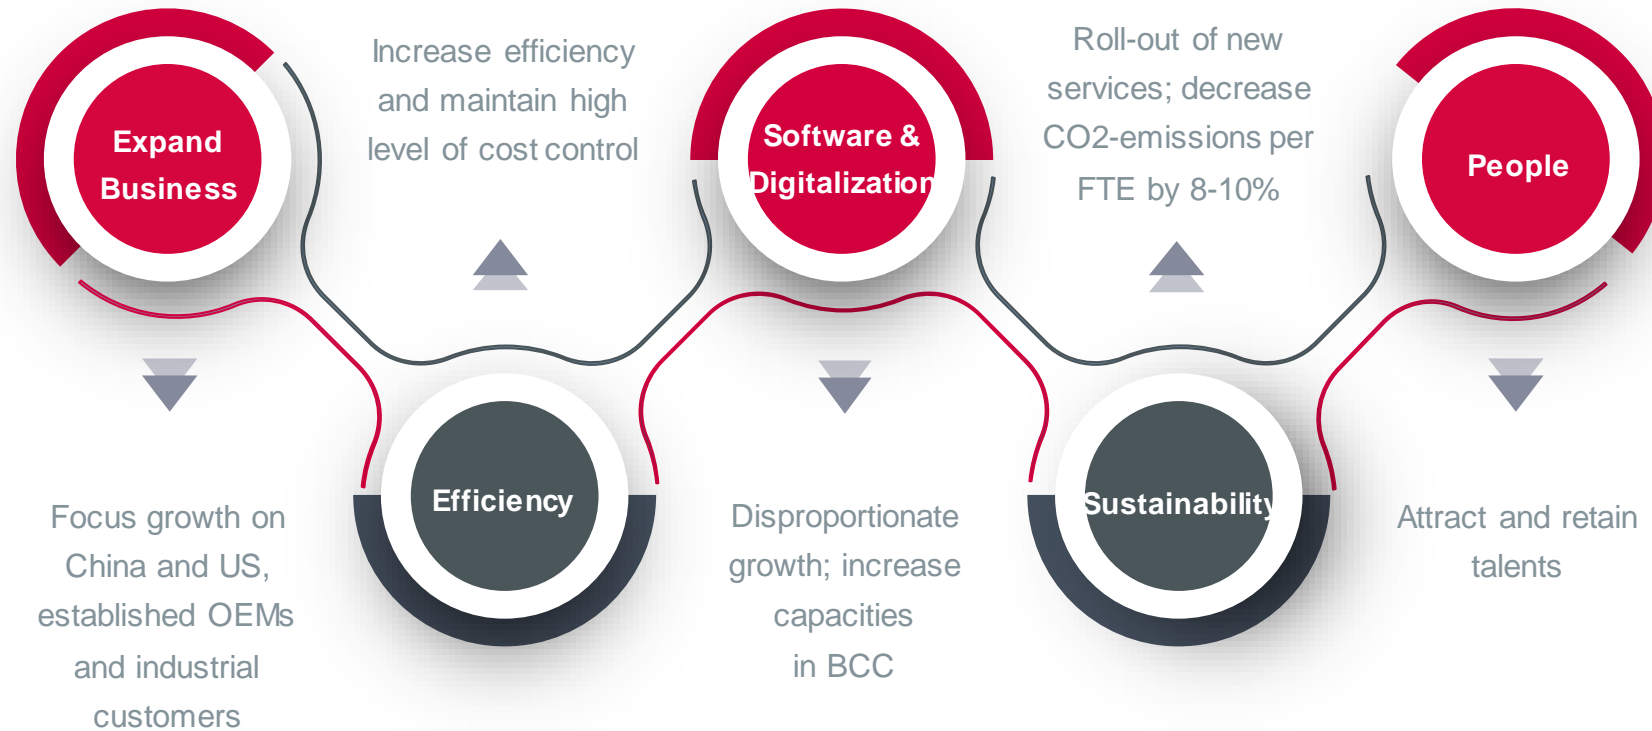 Expand
Business
Increase efficiency
and maintain high
level of cost control
Software &
Digitalization
Roll-out of new
services; decrease
CO2-emissions per
FTE by 8-10%
People
Focus growth on
China and US,
established OEMs
and industrial
customers
Efficiency
Disproportionate
growth; increase
capacities
in BCC
Sustainability
Attract and retain
talents